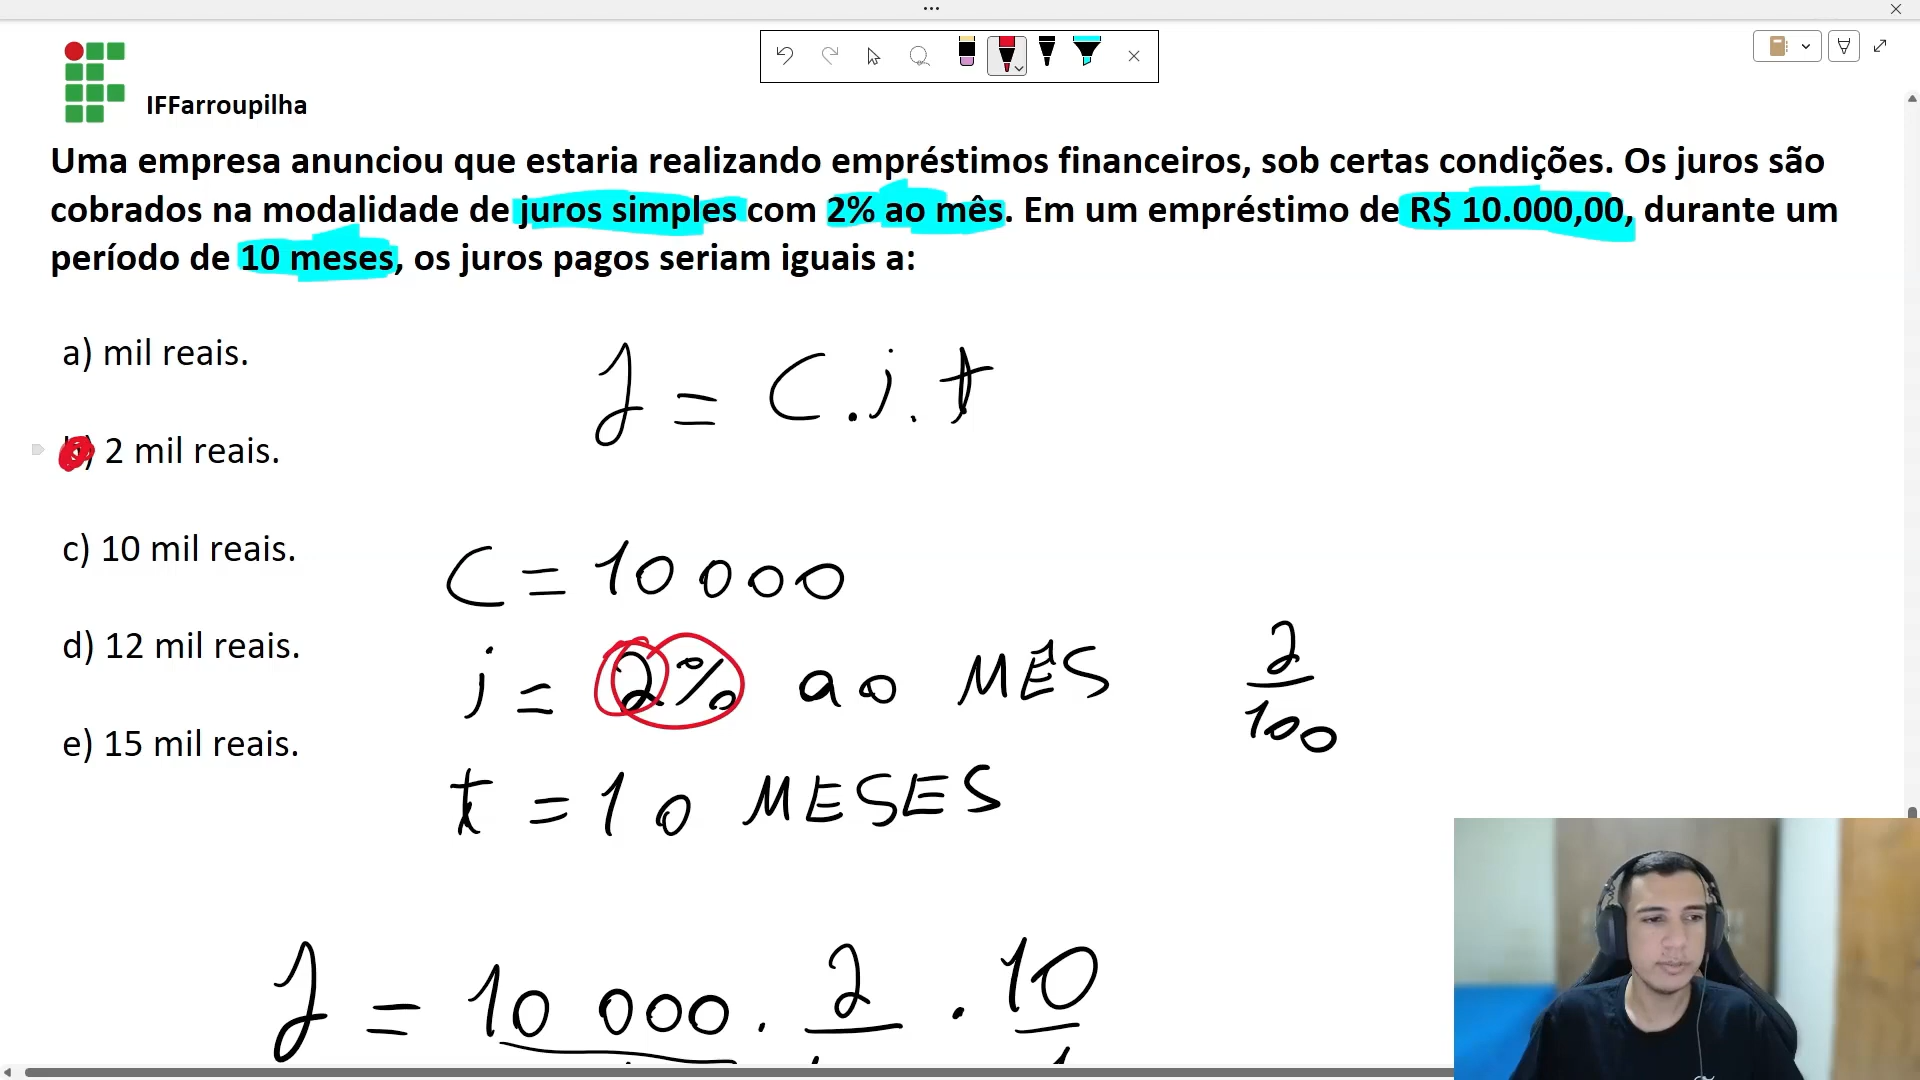 IFFarroupilha
Uma empresa anunciou que estaria realizando empréstimos financeiros, sob certas condições. Os juros são
cobrados na modalidade de juros simples com 2% ao mês. Em um empréstimo de R$ 10.000,00, durante um
período de 10 meses, os juros pagos seriam iguais a:
a) mil reais.
J = C.i.t
b) 2 mil reais.
c) 10 mil reais.
C = 10 000
d) 12 mil reais.
i = 2% ao MÊS
2
100
e) 15 mil reais.
t = 10 MESES
J = 10 000 . 2 . 10